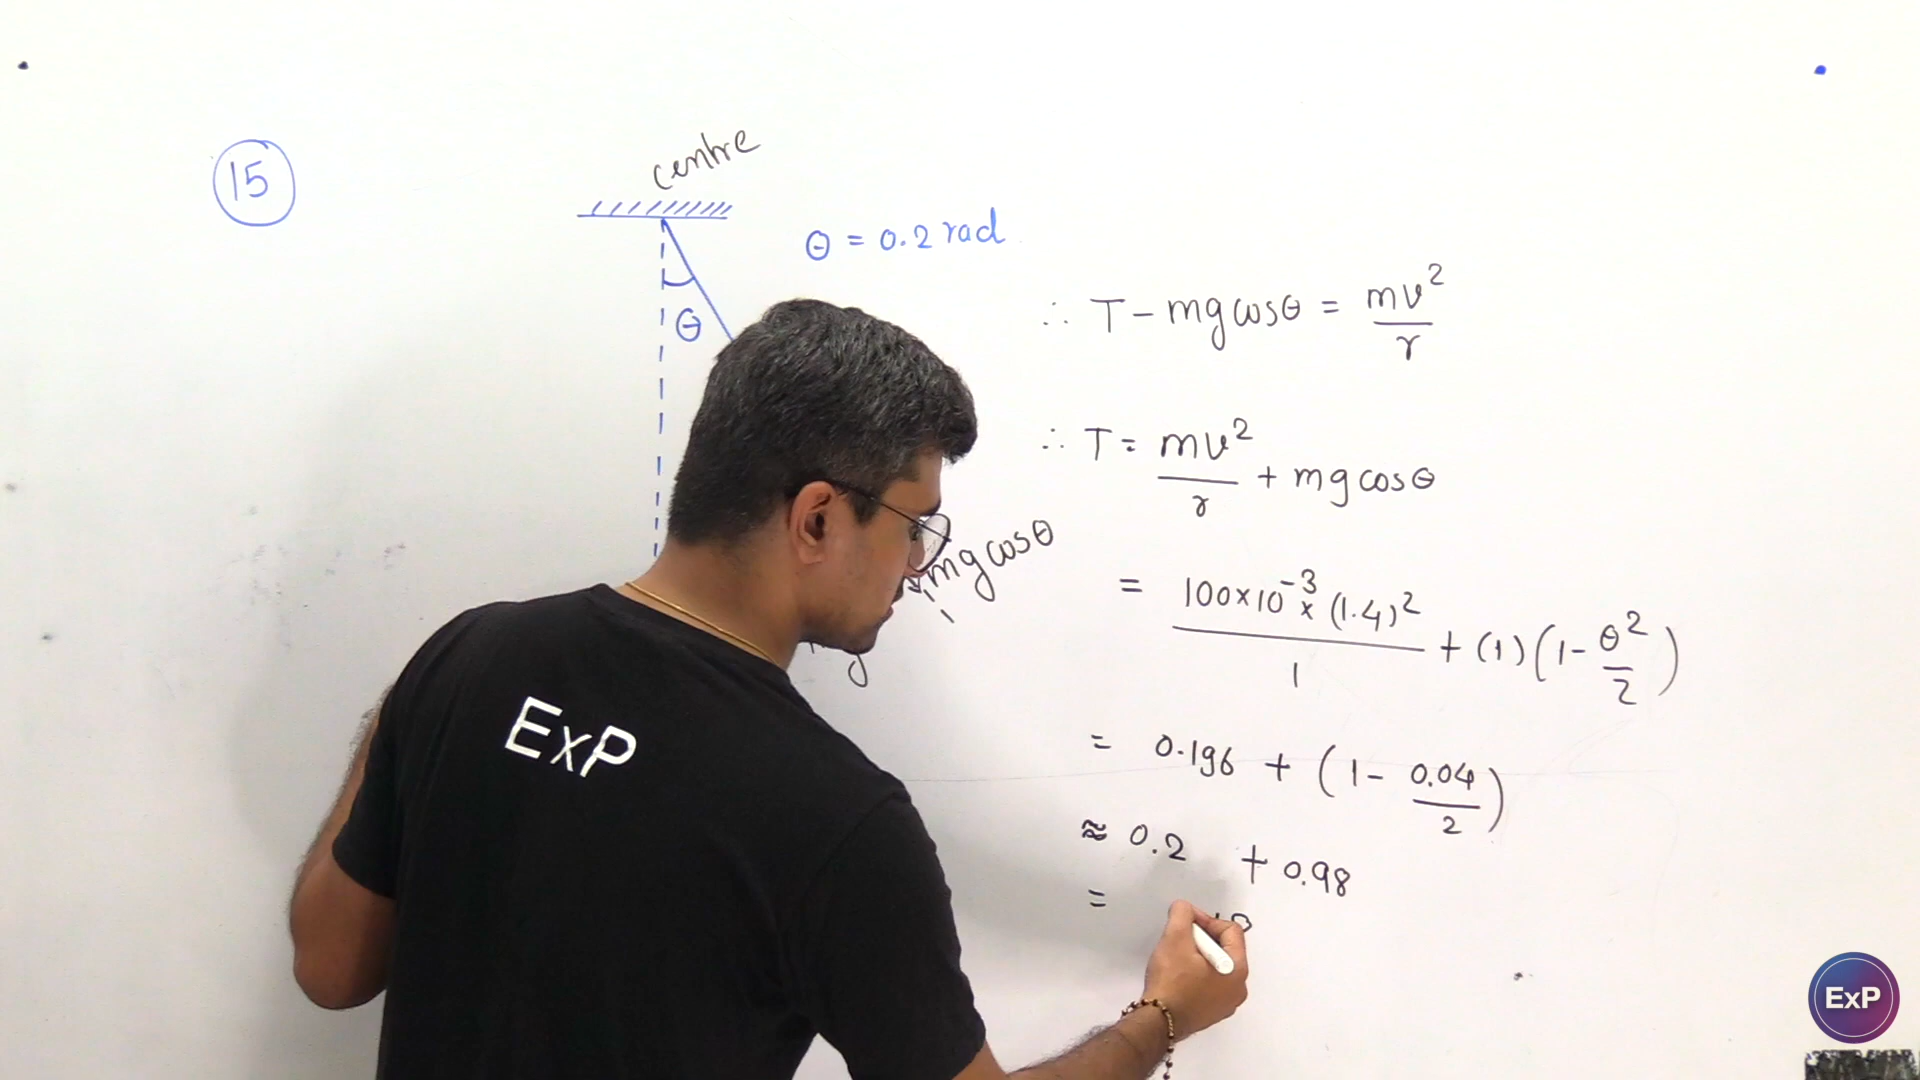 15
centre
θ = 0.2 rad
θ
mg cosθ
∴ T - mg cosθ = mv²/r
∴ T = mv²/r + mg cosθ
= 100×10⁻³ × (1.4)²/1 + (1)(1 - θ²/2)
= 0.196 + (1 - 0.04/2)
≈ 0.2 + 0.98
=
ExP
ExP